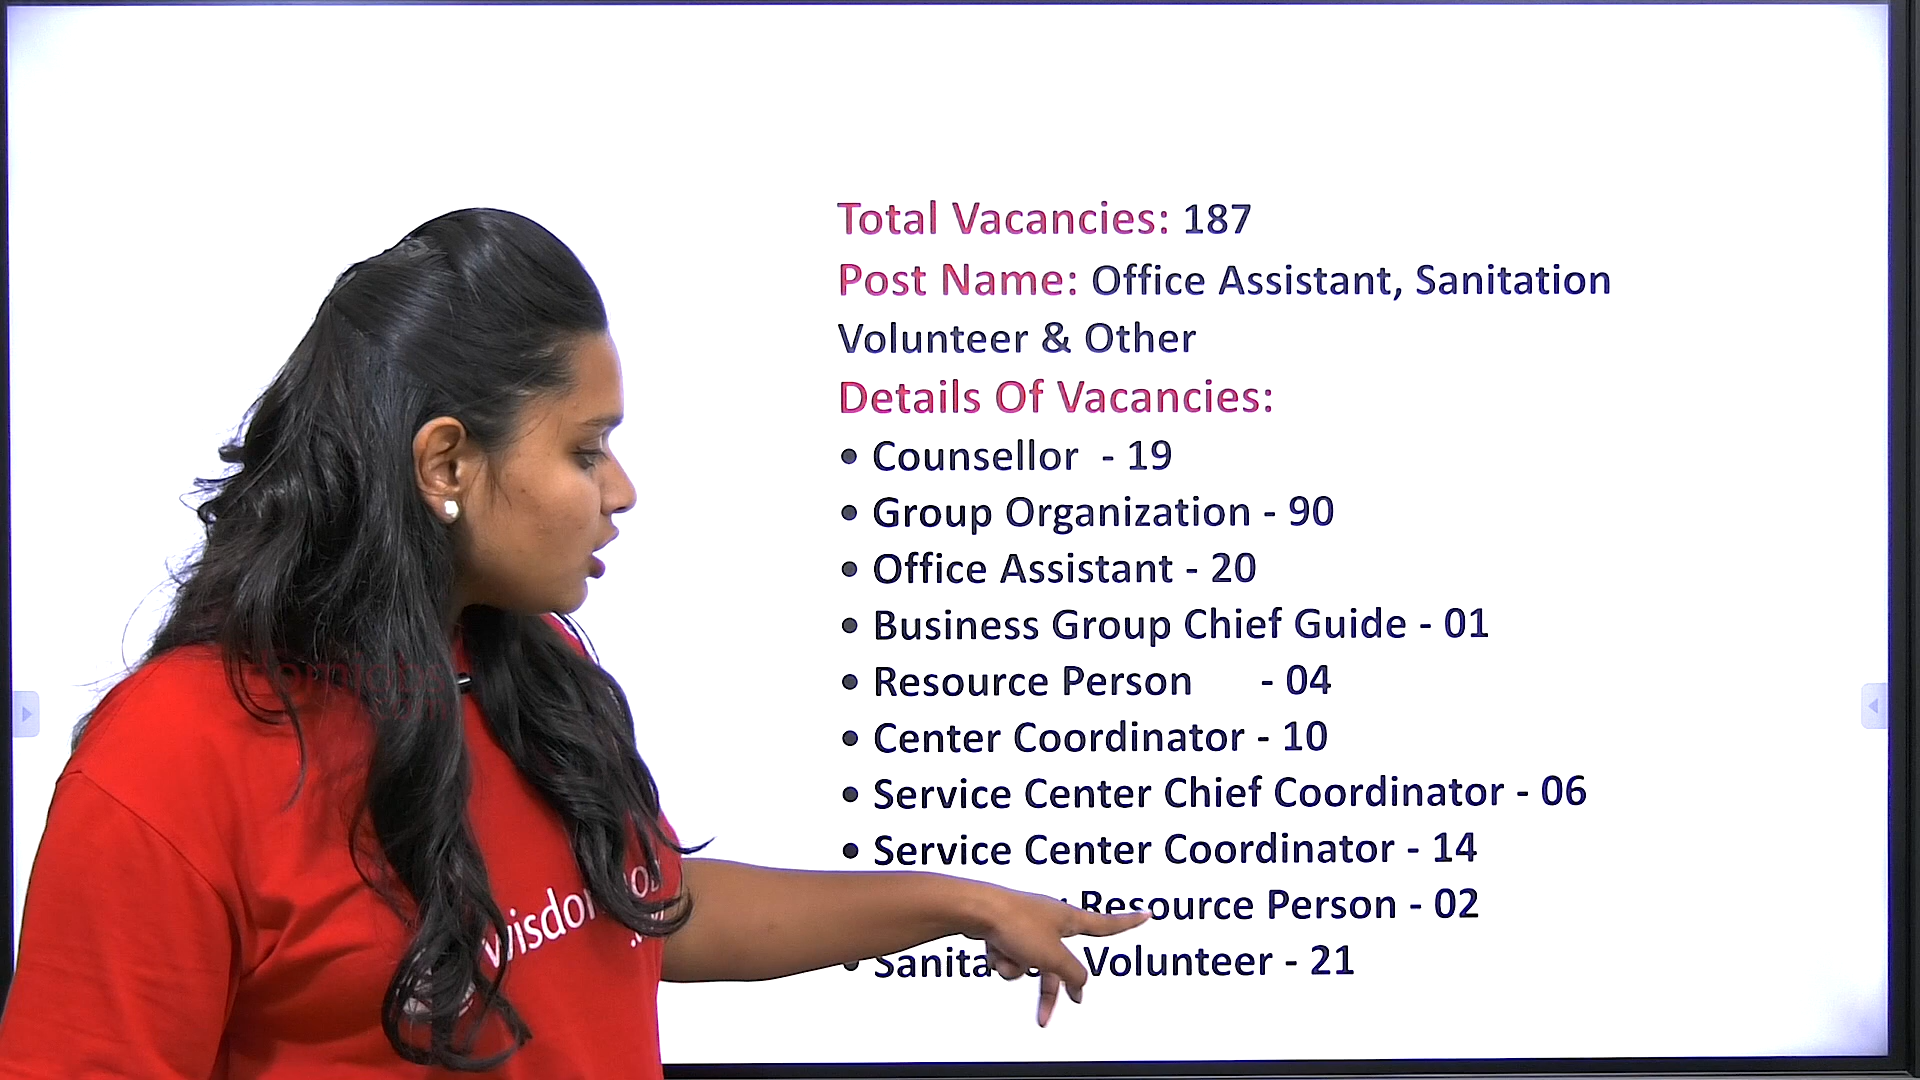 Total Vacancies: 187
Post Name: Office Assistant, Sanitation
Volunteer & Other
Details Of Vacancies:
• Counsellor - 19
• Group Organization - 90
• Office Assistant - 20
• Business Group Chief Guide - 01
• Resource Person - 04
• Center Coordinator - 10
• Service Center Chief Coordinator - 06
• Service Center Coordinator - 14
Resource Person - 02
• Volunteer - 21